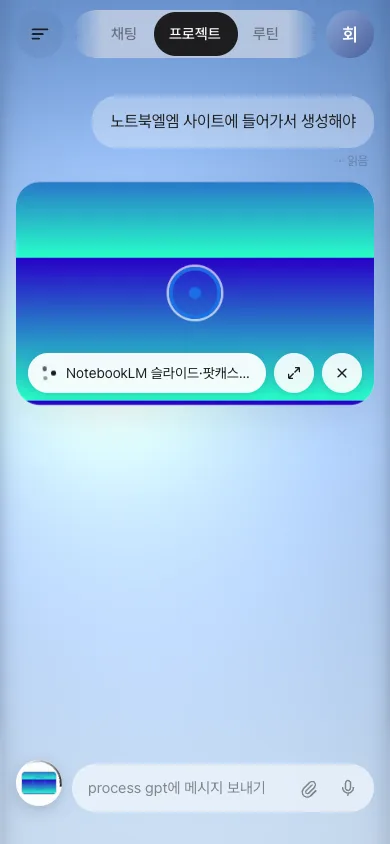 채팅 프로젝트 루틴 회
노트북엘엠 사이트에 들어가서 생성해야
··· 읽음
NotebookLM 슬라이드·팟캐스...
process gpt에 메시지 보내기